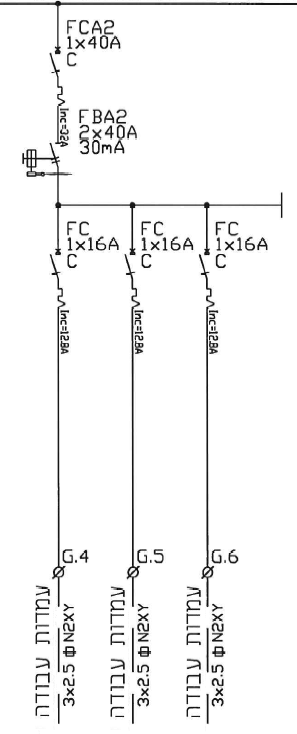 FCA2
1x40A
C
Inc=32A
FBA2
2x40A
30mA
FC
1x16A
C
Inc=12.8A
FC
1x16A
C
Inc=12.8A
FC
1x16A
C
Inc=12.8A
G.4
G.5
G.6
עמדות עבודה
3x2.5 ф N2XY
עמדות עבודה
3x2.5 ф N2XY
עמדות עבודה
3x2.5 ф N2XY